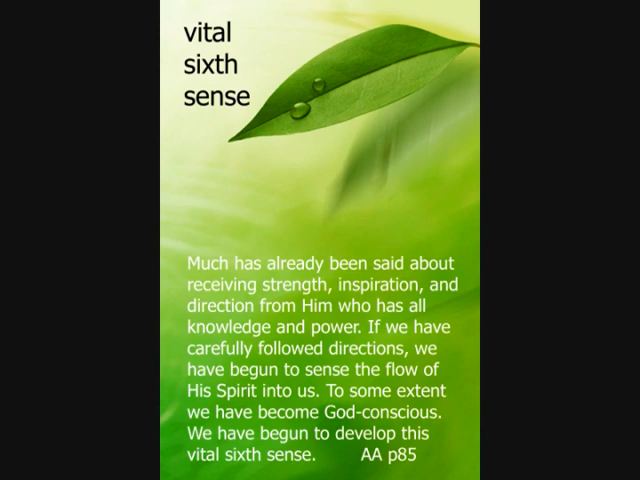 vital
sixth
sense
Much has already been said about
receiving strength, inspiration, and
direction from Him who has all
knowledge and power. If we have
carefully followed directions, we
have begun to sense the flow of
His Spirit into us. To some extent
we have become God-conscious.
We have begun to develop this
vital sixth sense. AA p85